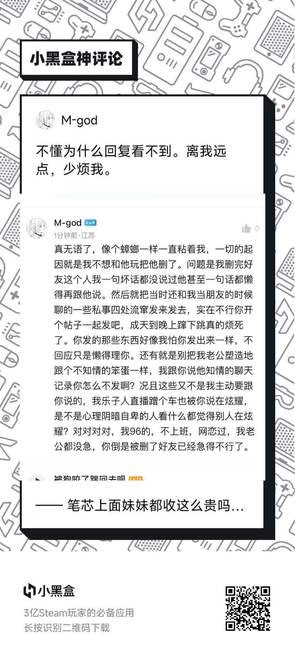 小黑盒神评论
M-god
不懂为什么回复看不到。离我远
点，少烦我。
M-god
1分钟前·江苏
0
真无语了，像个蟑螂一样一直粘着我，一切的起
因就是我不想和他玩把他删了。问题是我删完好
友这个人我一句坏话都没说过他甚至一句话都懒
得再跟他说。然后就把当时还和我当朋友的时候
聊的一些私事四处流窜发来发去，实在不行你开
个帖子一起发吧，成天到晚上蹿下跳真的烦死
了。你发的那些东西好像我怕你发出来一样，不
回应只是懒得理你。还有就是别把我老公塑造地
跟个不知情的笨蛋一样，我跟你说他知情的聊天
记录你怎么不发啊？况且这些又不是我主动要跟
你说的，我乐子人直播蹭个车也被你说在炫耀，
是不是心理阴暗自卑的人看什么都觉得别人在炫
耀？对对对对，我96的，不上班，网恋过，我老
公都没急，你倒是被删了好友已经急得不行了。
被狗咬了跳回去呗
—— 笔芯上面妹妹都收这么贵吗...
小黑盒
3亿Steam玩家的必备应用
长按识别二维码下载